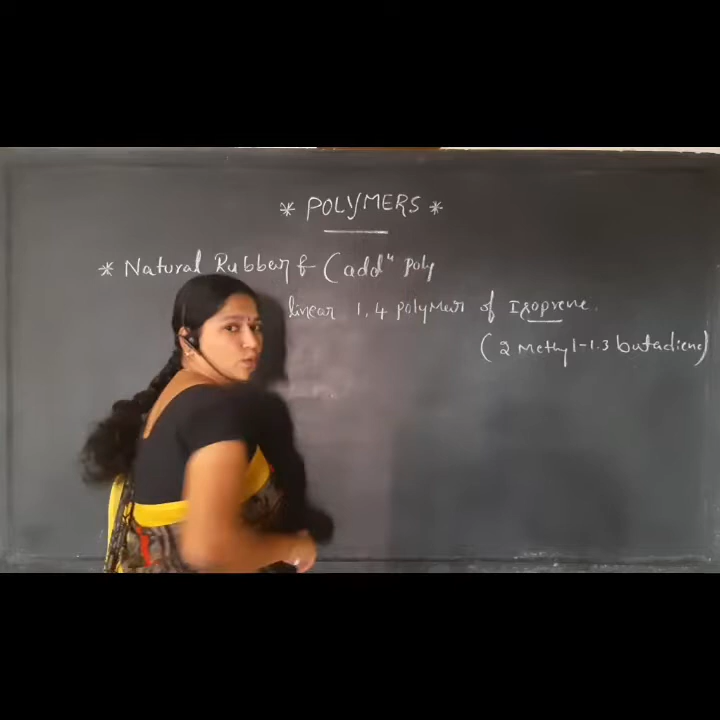 * POLYMERS *
* Natural Rubber & (addⁿ poly
linear 1,4 polymer of Isoprene.
(2 Methyl-1.3 butadiene)